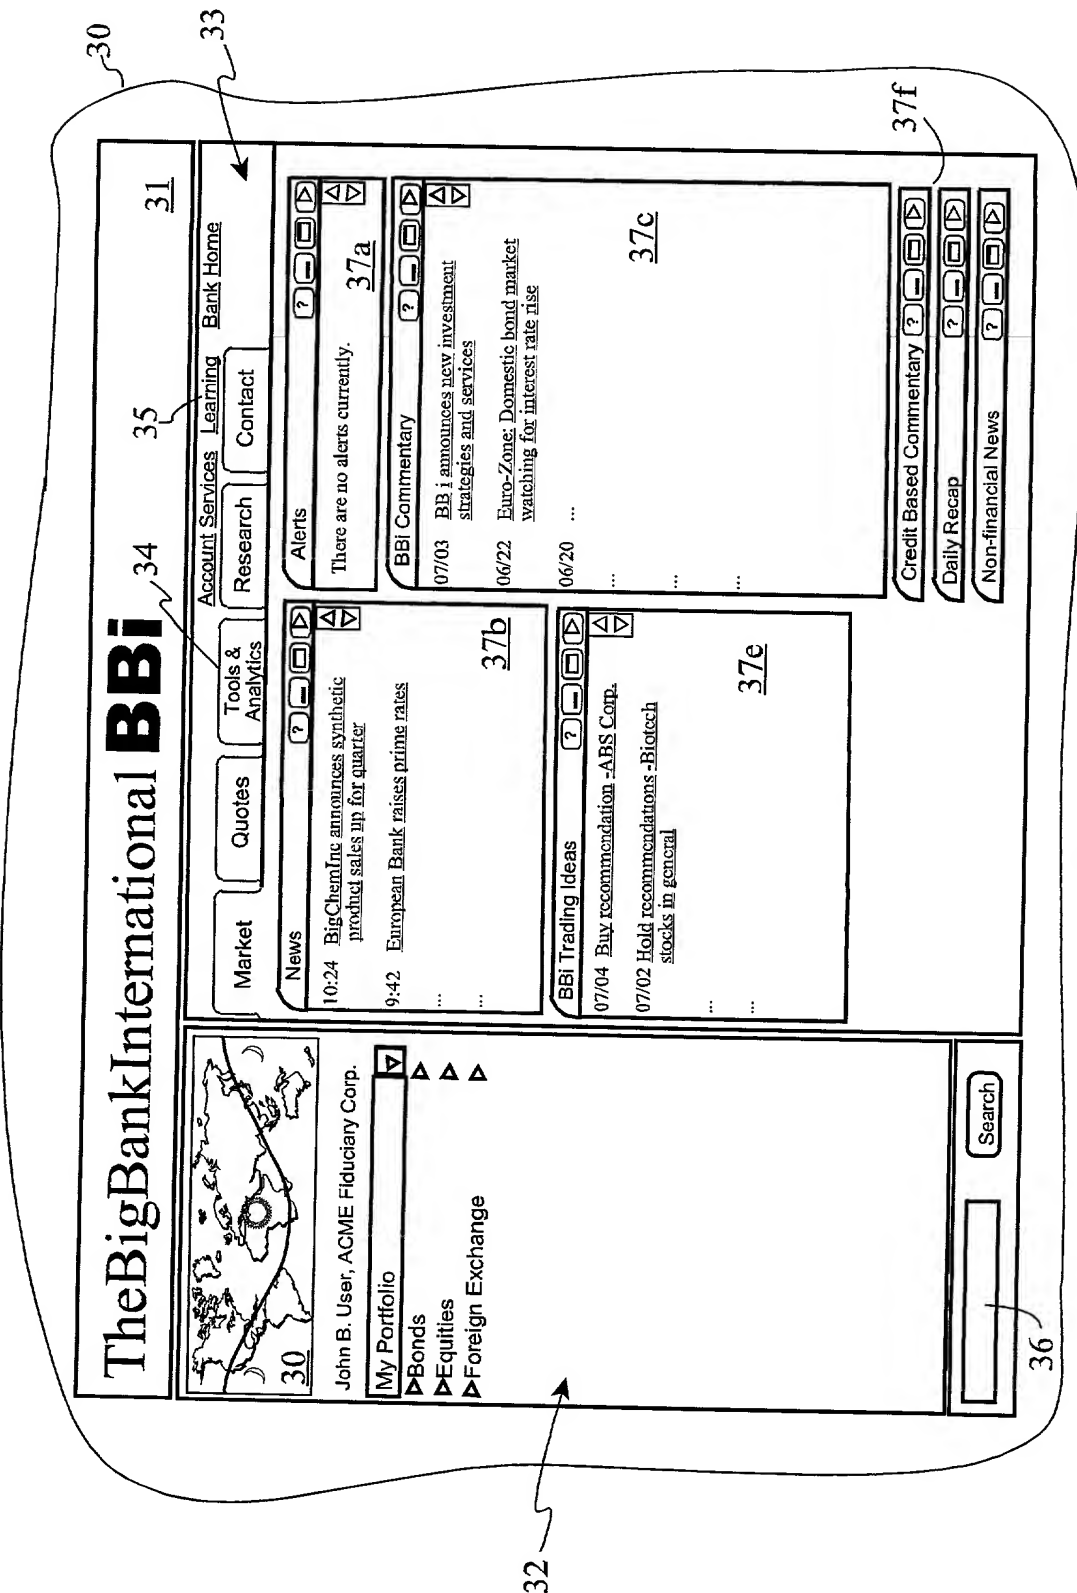 30
33
TheBigBankInternational BBi
31
34
35
Account Services Learning Bank Home
Market
Quotes
Tools &
Analytics
Research
Contact
30
John B. User, ACME Fiduciary Corp.
My Portfolio
Bonds
Equities
Foreign Exchange
32
36
Search
News
?
10:24 BigChemInc announces synthetic
product sales up for quarter
9:42 European Bank raises prime rates
...
...
37b
BBi Trading Ideas
?
07/04 Buy recommendation -ABS Corp.
07/02 Hold recommendations -Biotech
stocks in general
...
...
37e
Alerts
?
There are no alerts currently.
37a
BBi Commentary
?
07/03 BB i announces new investment
strategies and services
06/22 Euro-Zone: Domestic bond market
watching for interest rate rise
06/20 ...
...
...
...
37c
Credit Based Commentary ?
37f
Daily Recap ?
Non-financial News ?